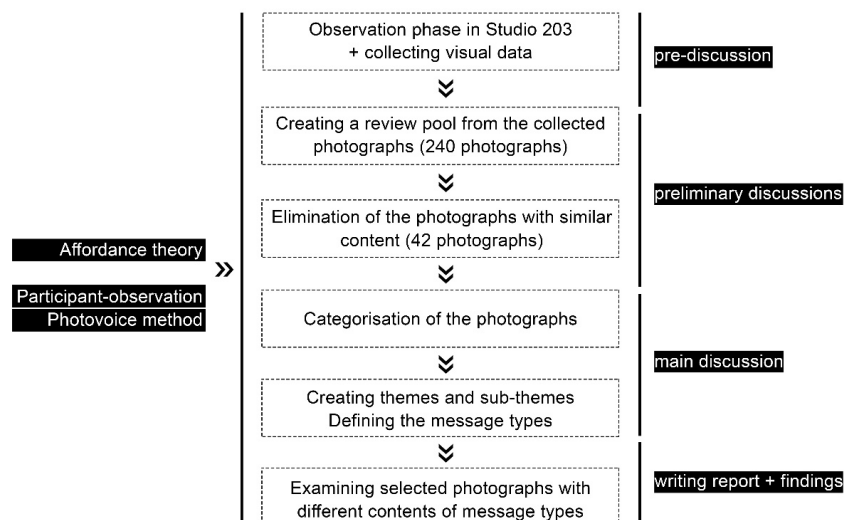 Observation phase in Studio 203
+ collecting visual data
pre-discussion
Creating a review pool from the collected
photographs (240 photographs)
preliminary discussions
Elimination of the photographs with similar
content (42 photographs)
Affordance theory
Participant-observation
Photovoice method
Categorisation of the photographs
main discussion
Creating themes and sub-themes
Defining the message types
writing report + findings
Examining selected photographs with
different contents of message types